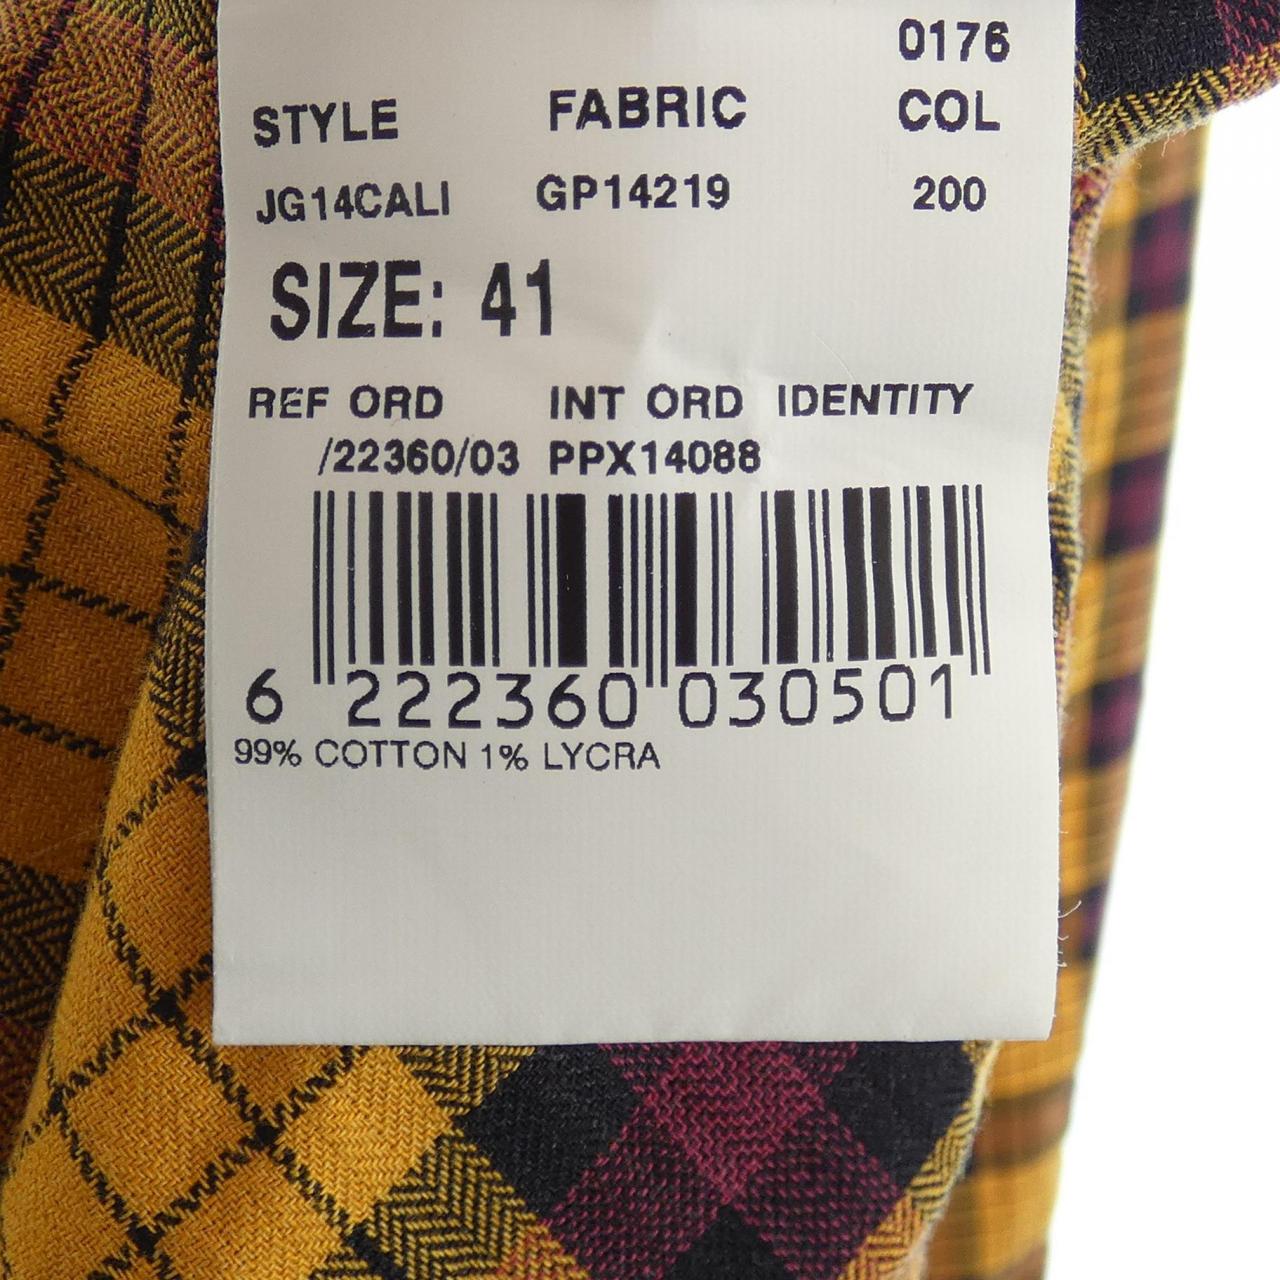 0176
STYLE FABRIC COL
JG14CALI GP14219 200
SIZE: 41
REF ORD INT ORD IDENTITY
/22360/03 PPX14088
6 222360 030501
99% COTTON 1% LYCRA